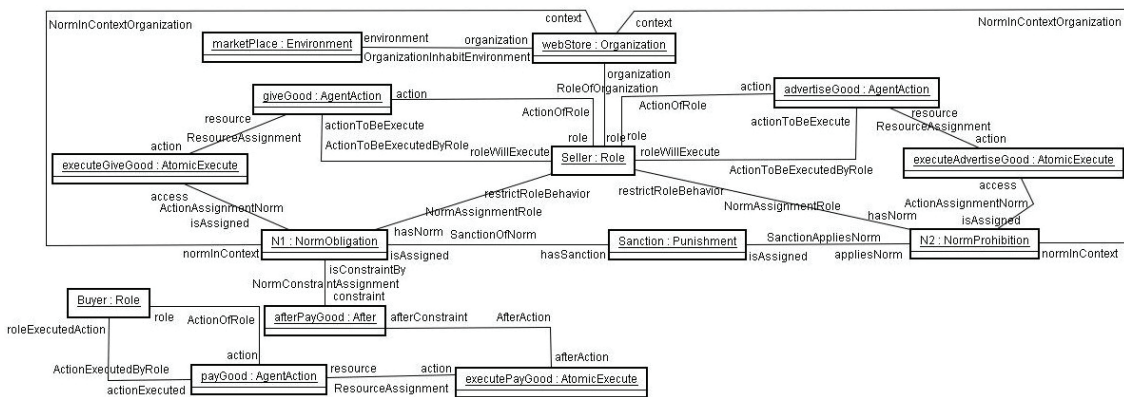 context
NormInContextOrganization
context
NormInContextOrganization
marketPlace : Environment
environment
organization
OrganizationInhabitEnvironment
webStore : Organization
organization
RoleOfOrganization
giveGood : AgentAction
action
ActionOfRole
action
ActionOfRole
advertiseGood : AgentAction
resource
ResourceAssignment
action
actionToBeExecute
ActionToBeExecutedByRole
roleWillExecute
role
role
role
roleWillExecute
actionToBeExecute
ActionToBeExecutedByRole
resource
ResourceAssignment
action
executeGiveGood : AtomicExecute
Seller : Role
executeAdvertiseGood : AtomicExecute
access
ActionAssignmentNorm
isAssigned
restrictRoleBehavior
NormAssignmentRole
hasNorm
restrictRoleBehavior
NormAssignmentRole
hasNorm
access
ActionAssignmentNorm
isAssigned
N1 : NormObligation
SanctionOfNorm
Sanction : Punishment
SanctionAppliesNorm
N2 : NormProhibition
normInContext
isAssigned
hasSanction
isAssigned
appliesNorm
normInContext
isConstraintBy
NormConstraintAssignment
constraint
Buyer : Role
role
roleExecutedAction
ActionOfRole
afterPayGood : After
afterConstraint
AfterAction
action
ActionExecutedByRole
actionExecuted
payGood : AgentAction
resource
action
ResourceAssignment
afterAction
executePayGood : AtomicExecute